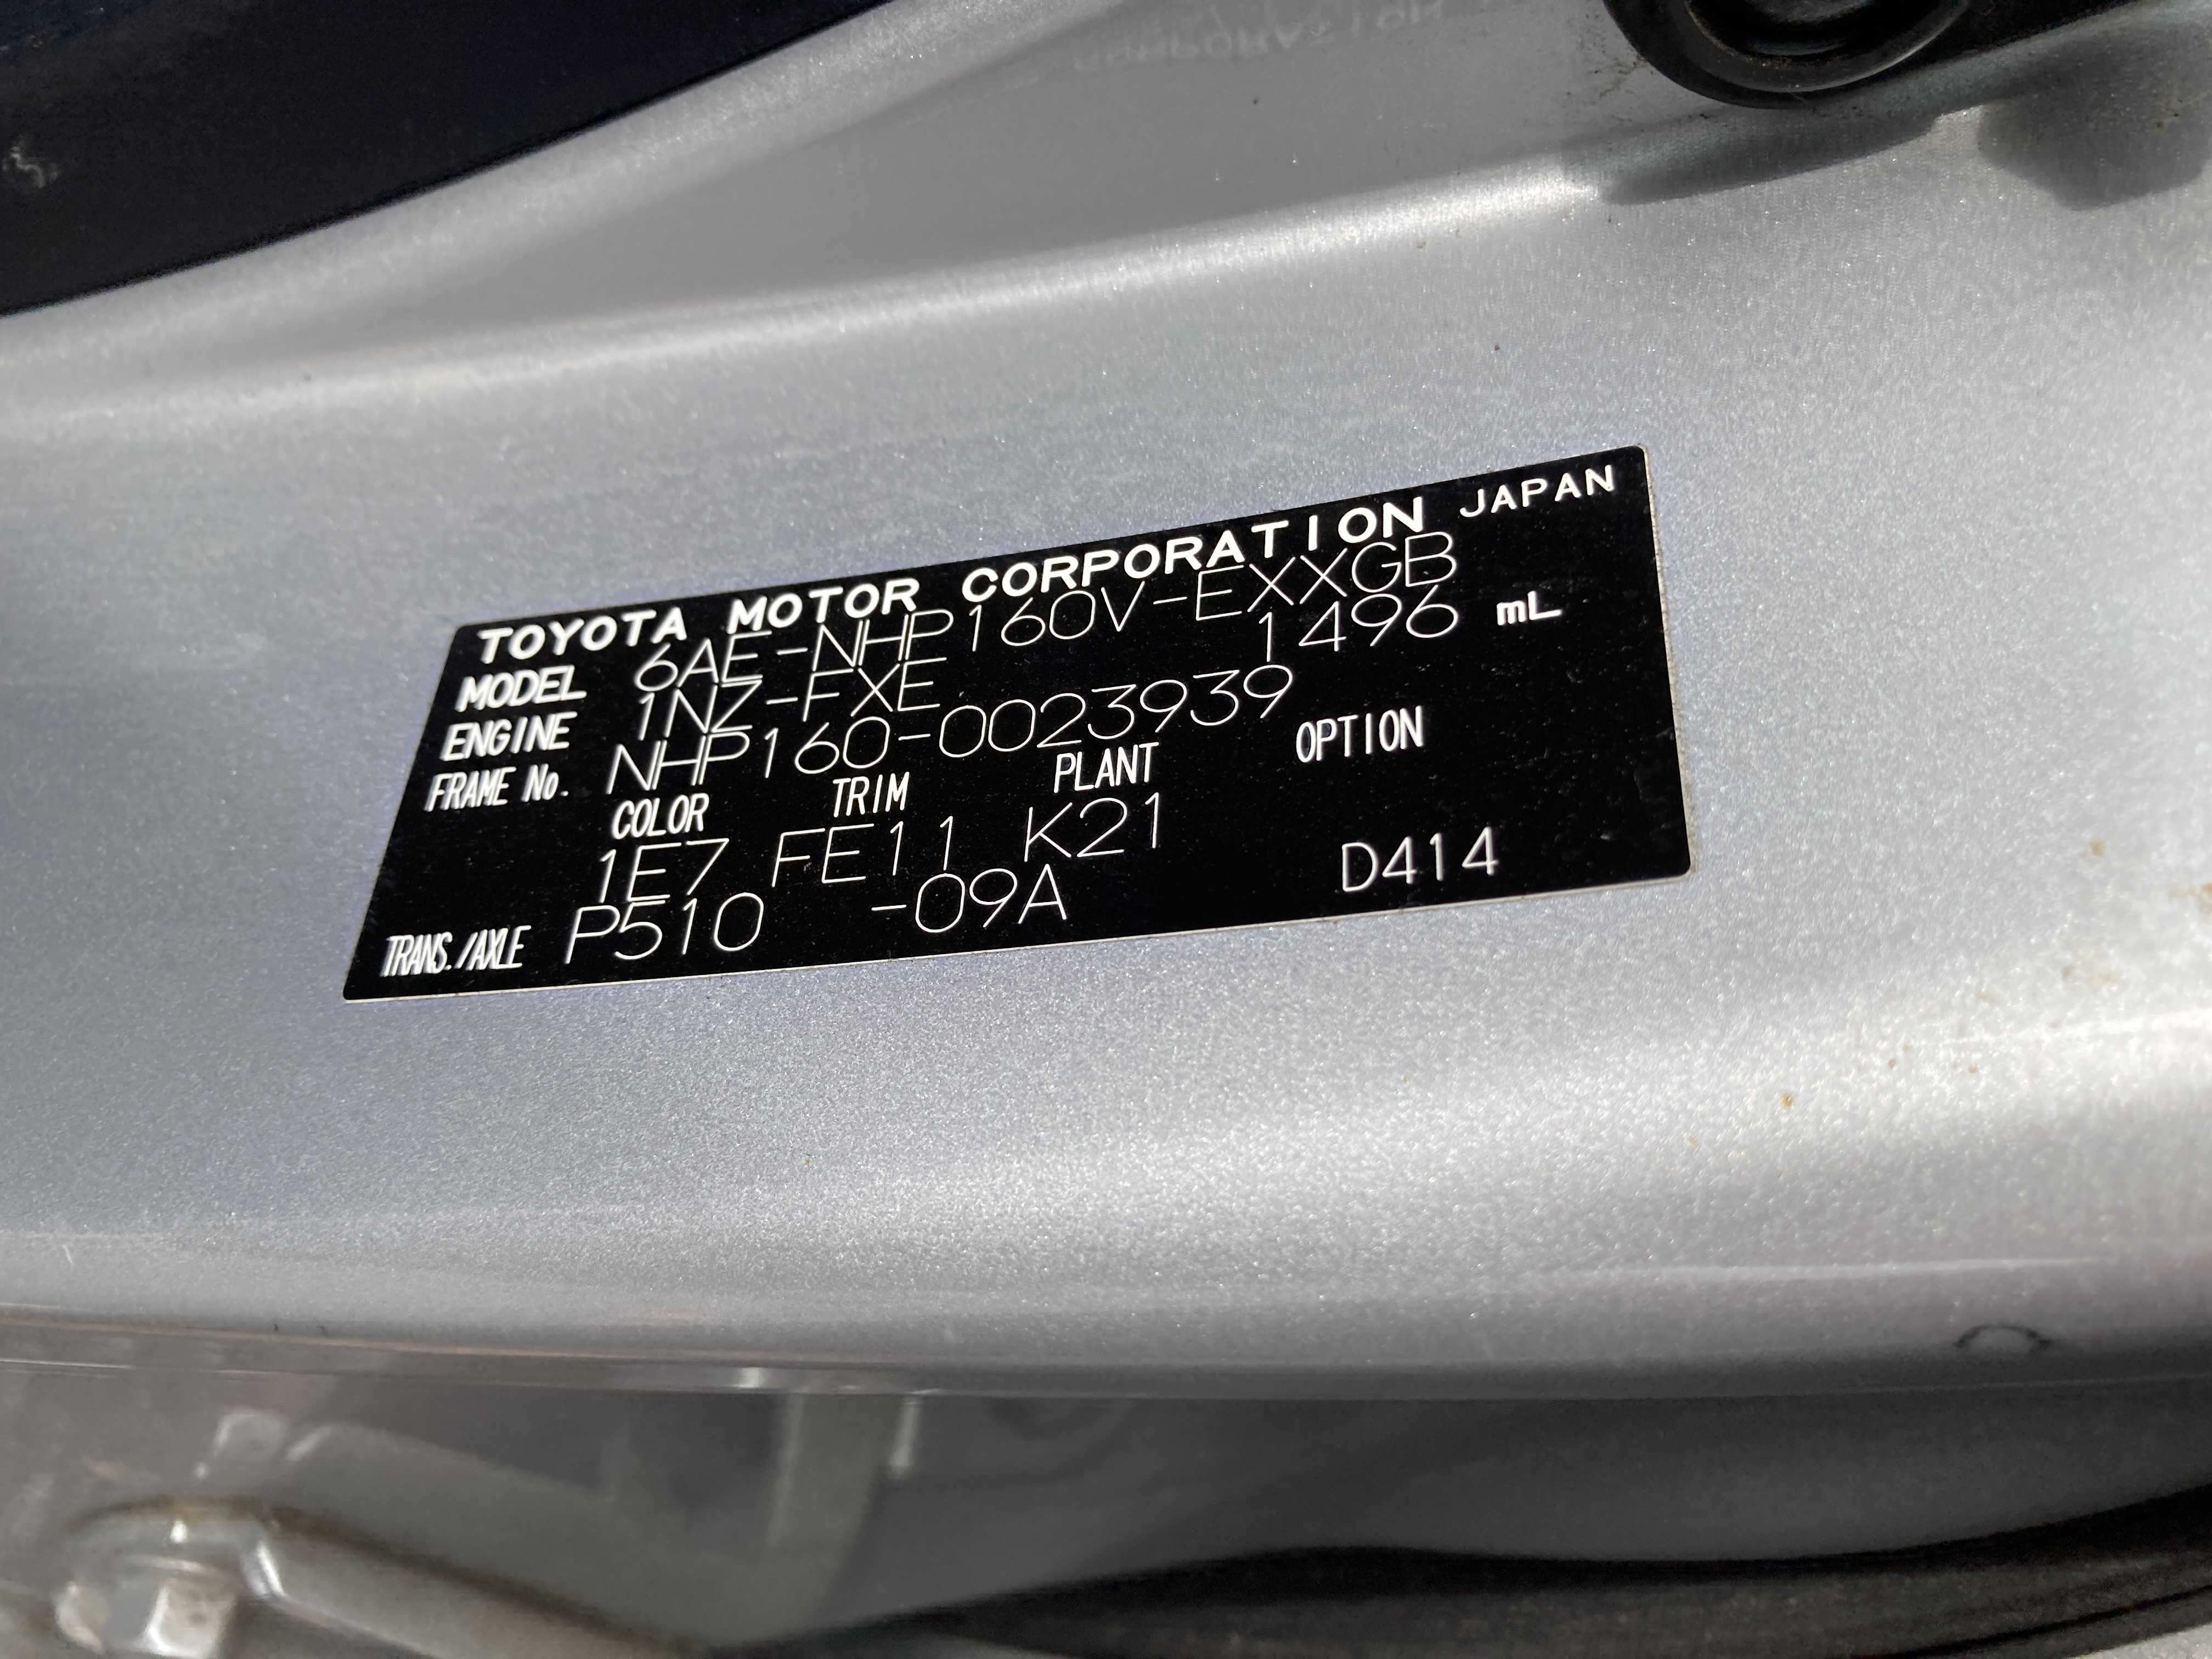 TOYOTA MOTOR CORPORATION JAPAN
MODEL 6AE-NHP160V-EXXGB
ENGINE 1NZ-FXE 1496 mL
FRAME No. NHP160-0023939
COLOR TRIM PLANT OPTION
1E7 FE11 K21
TRANS./AXLE P510 -09A D414